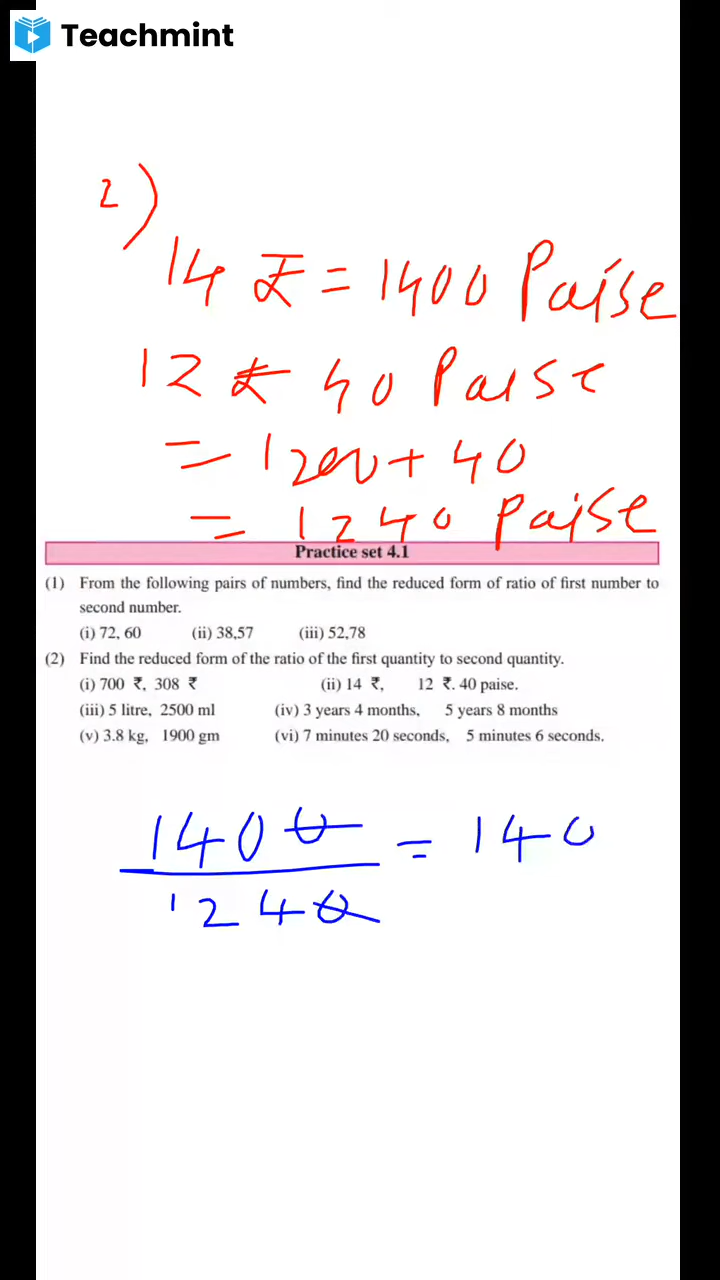 Teachmint
2)
14 ₹ = 1400 Paise
12 ₹ 40 Paise
= 1200 + 40
= 1240 Paise
Practice set 4.1
(1) From the following pairs of numbers, find the reduced form of ratio of first number to
second number.
(i) 72, 60 (ii) 38,57 (iii) 52,78
(2) Find the reduced form of the ratio of the first quantity to second quantity.
(i) 700 ₹, 308 ₹ (ii) 14 ₹, 12 ₹. 40 paise.
(iii) 5 litre, 2500 ml (iv) 3 years 4 months, 5 years 8 months
(v) 3.8 kg, 1900 gm (vi) 7 minutes 20 seconds, 5 minutes 6 seconds.
1400 = 140
1240